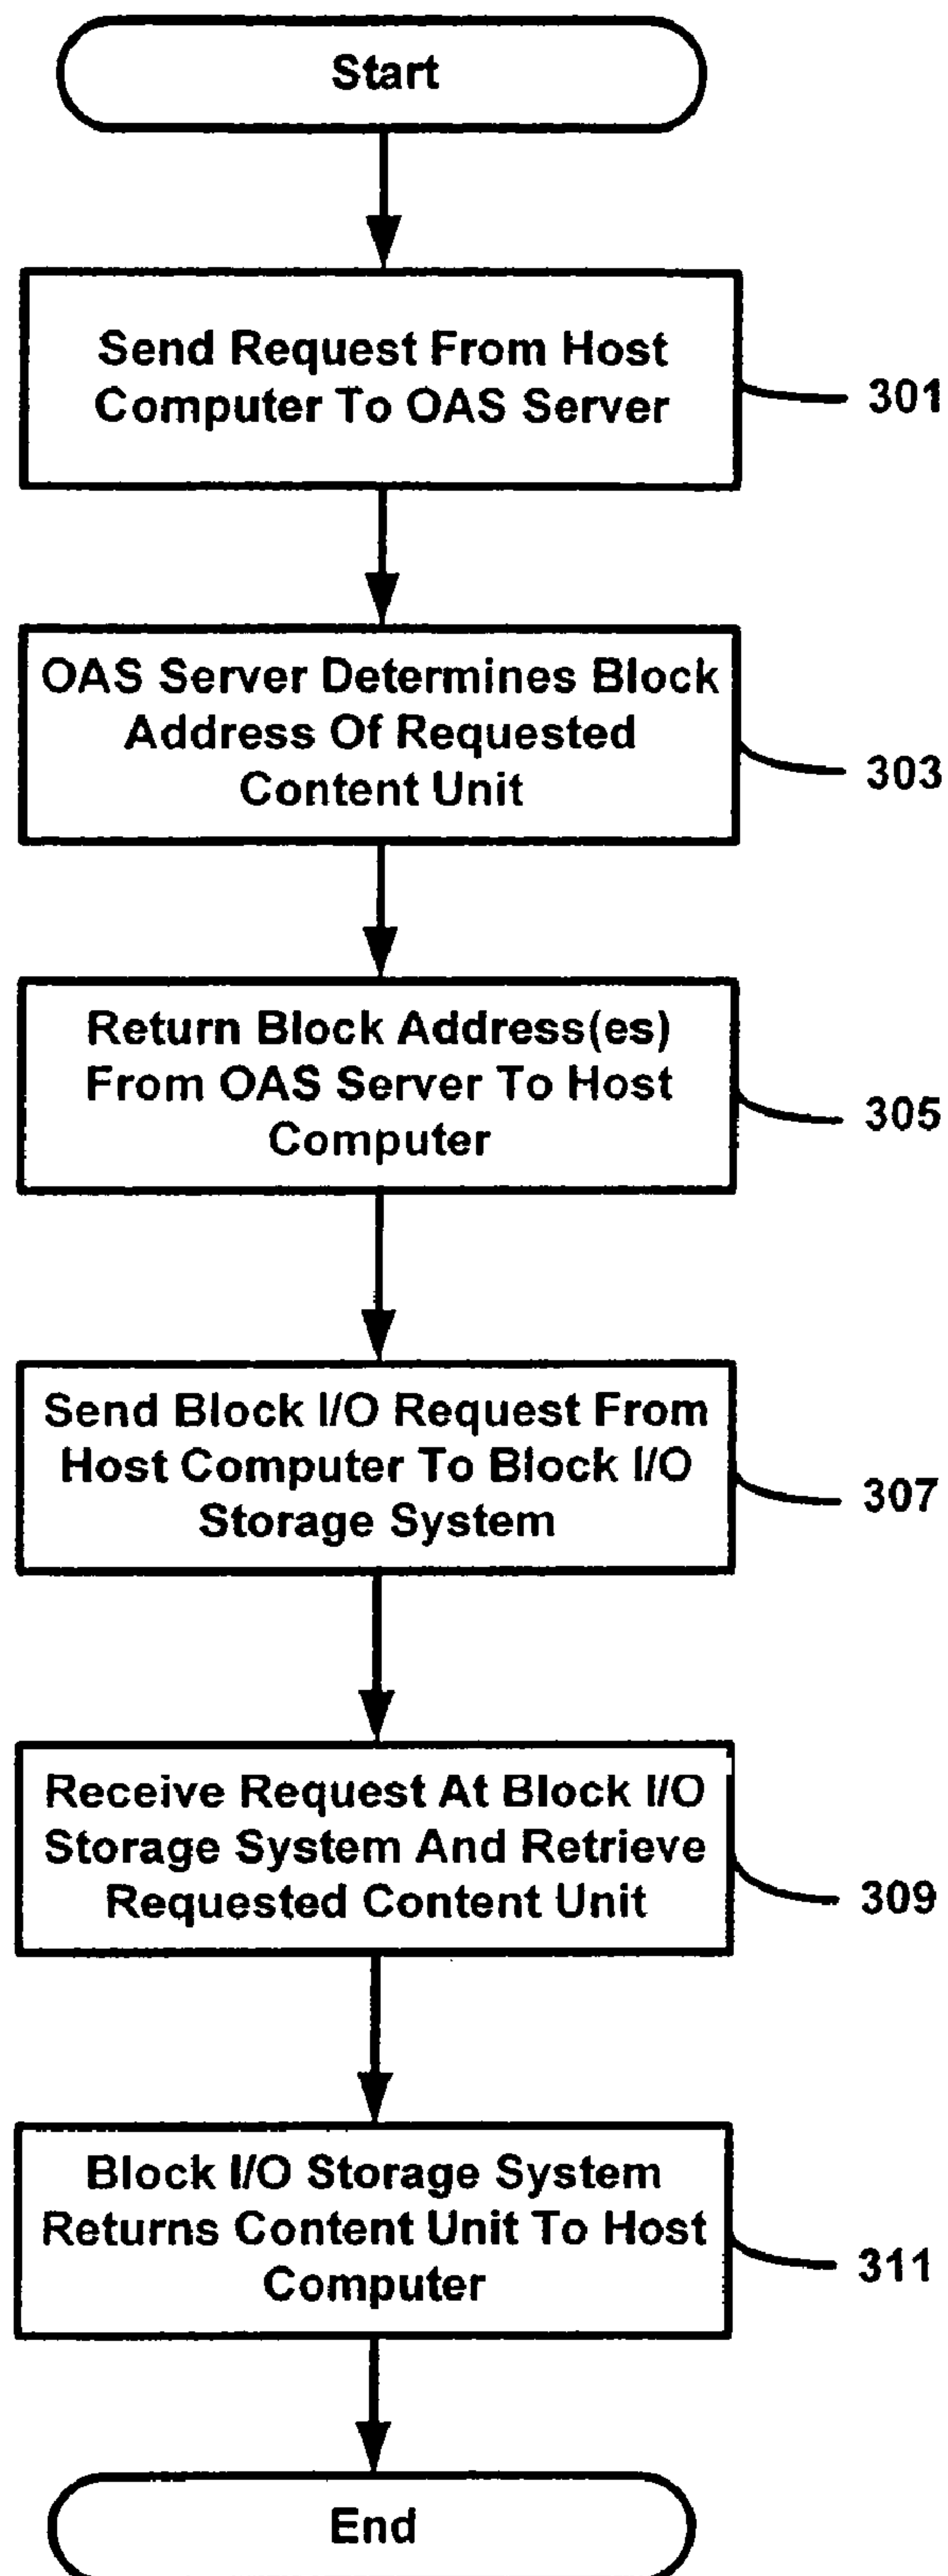 Start
Send Request From Host
Computer To OAS Server
301
OAS Server Determines Block
Address Of Requested
Content Unit
303
Return Block Address(es)
From OAS Server To Host
Computer
305
Send Block I/O Request From
Host Computer To Block I/O
Storage System
307
Receive Request At Block I/O
Storage System And Retrieve
Requested Content Unit
309
Block I/O Storage System
Returns Content Unit To Host
Computer
311
End